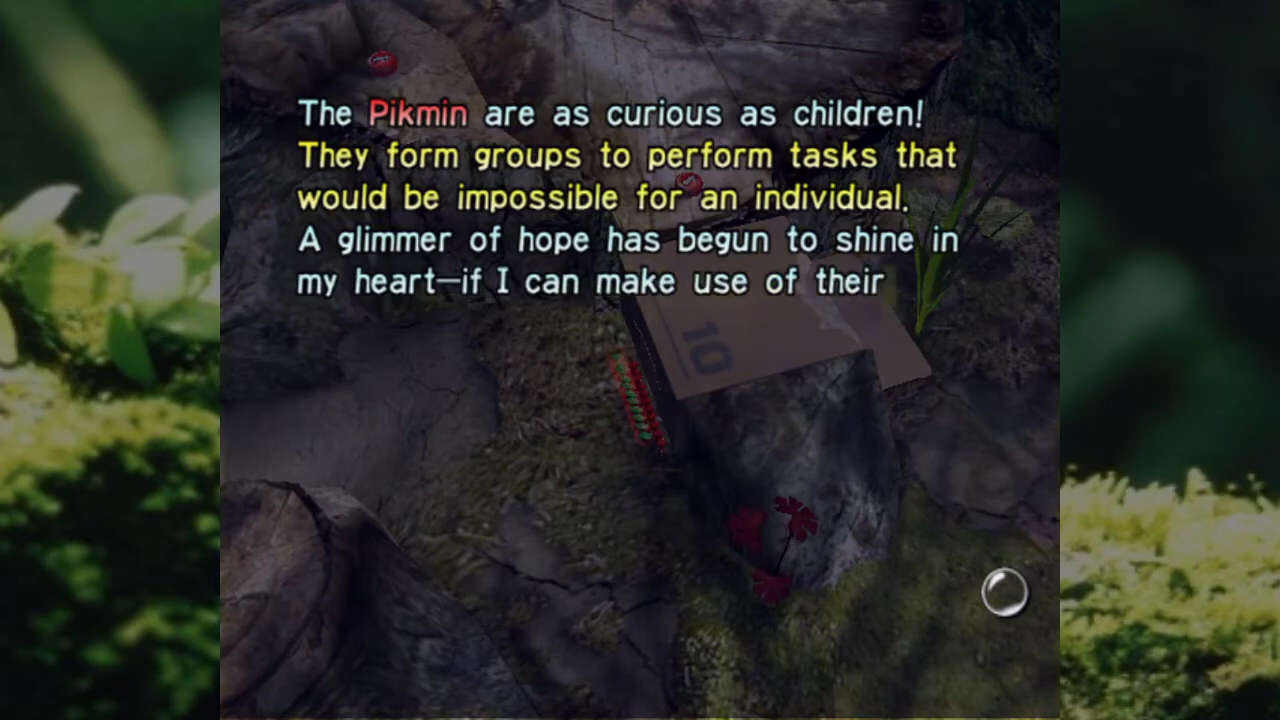 The Pikmin are as curious as children!
They form groups to perform tasks that
would be impossible for an individual.
A glimmer of hope has begun to shine in
my heart—if I can make use of their
10